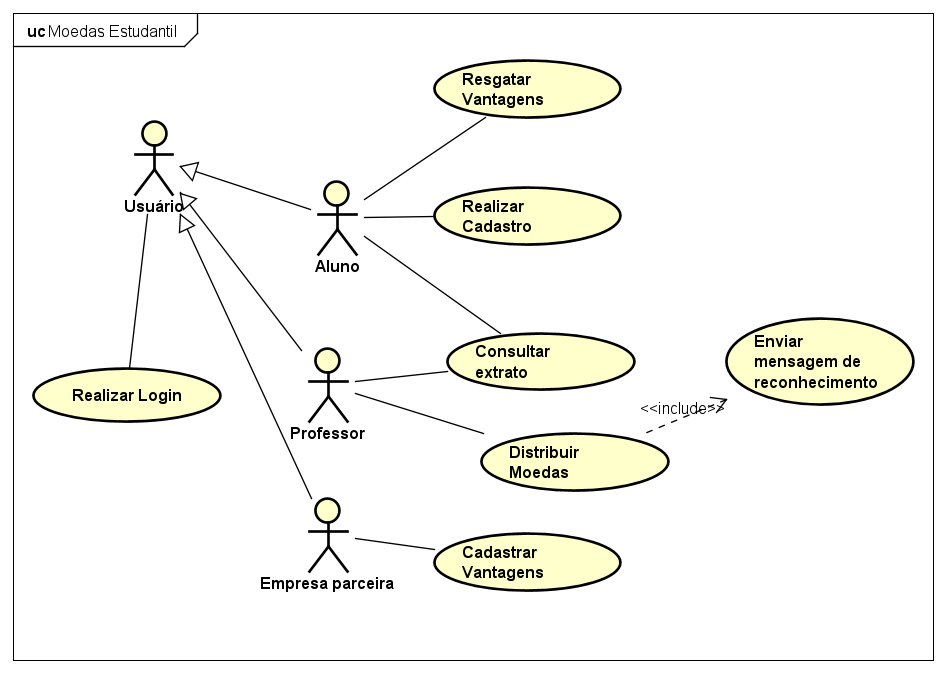 uc Moedas Estudantil
Resgatar
Vantagens
Usuário
Realizar
Cadastro
Aluno
Consultar
extrato
Enviar
mensagem de
reconhecimento
Realizar Login
<<include>>
Professor
Distribuir
Moedas
Cadastrar
Vantagens
Empresa parceira